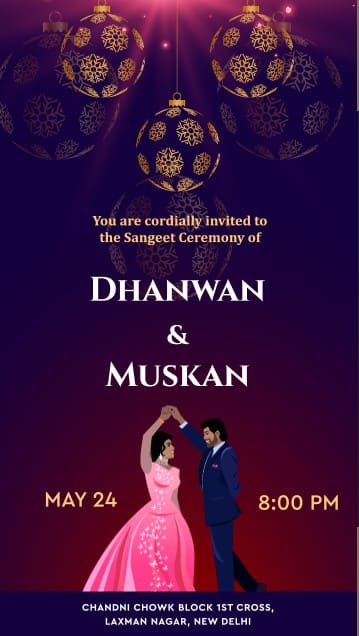 You are cordially invited to
the Sangeet Ceremony of
DHANWAN
&
MUSKAN
MAY 24
8:00 PM
CHANDNI CHOWK BLOCK 1ST CROSS,
LAXMAN NAGAR, NEW DELHI